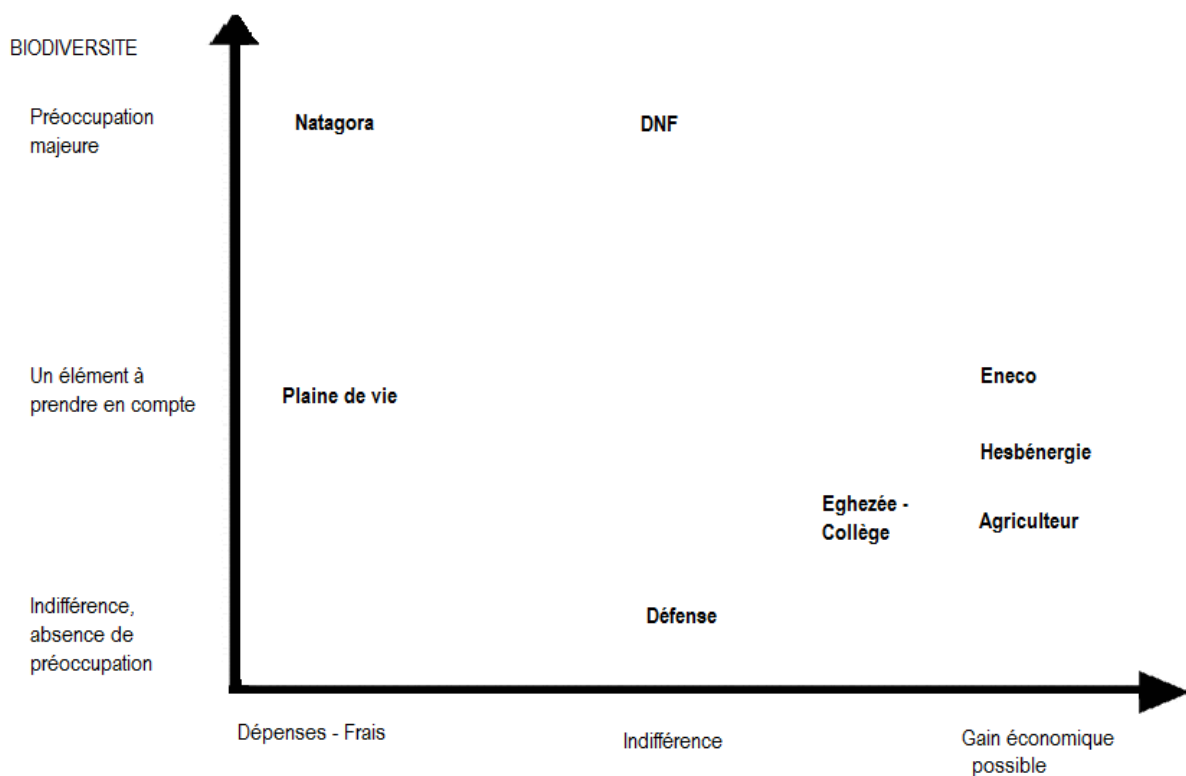 BIODIVERSITE
Préoccupation
majeure
Natagora
DNF
Un élément à
prendre en compte
Plaine de vie
Eneco
Hesbénergie
Eghezée -
Collège
Agriculteur
Indifférence,
absence de
préoccupation
Défense
Dépenses - Frais
Indifférence
Gain économique
possible